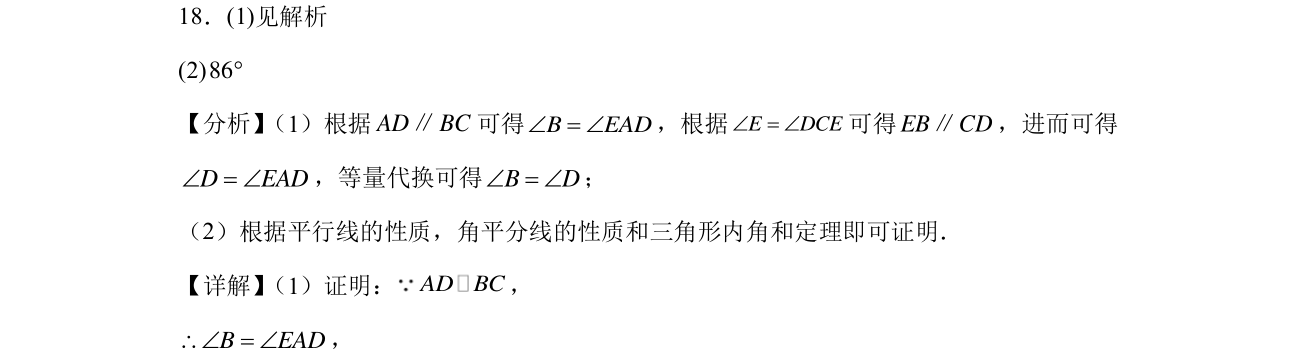 18．(1)见解析
(2)86°
【分析】（1）根据 AD∥BC 可得∠B=∠EAD，根据∠E=∠DCE 可得EB∥CD，进而可得
∠D=∠EAD，等量代换可得∠B=∠D；
（2）根据平行线的性质，角平分线的性质和三角形内角和定理即可证明．
【详解】（1）证明：∵AD□BC，
∴∠B=∠EAD，